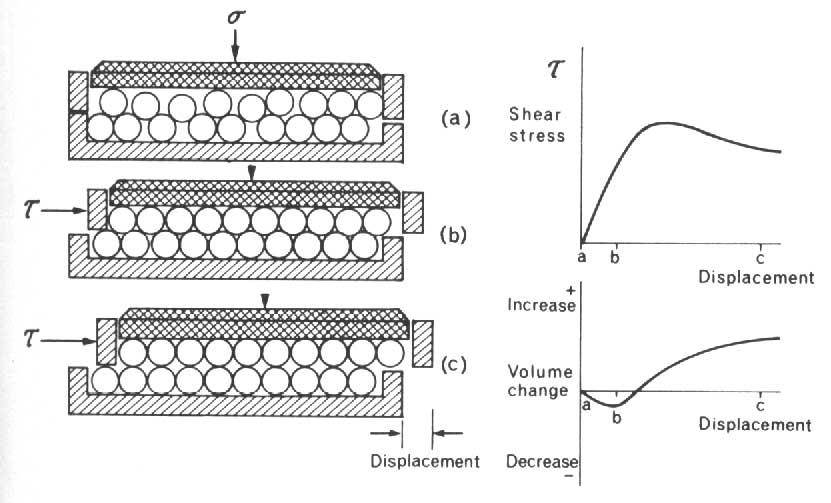 σ
(a)
τ
(b)
τ
(c)
Displacement
τ
Shear
stress
a b c
Displacement
+
Increase
Volume
change
a b c
Displacement
Decrease
−